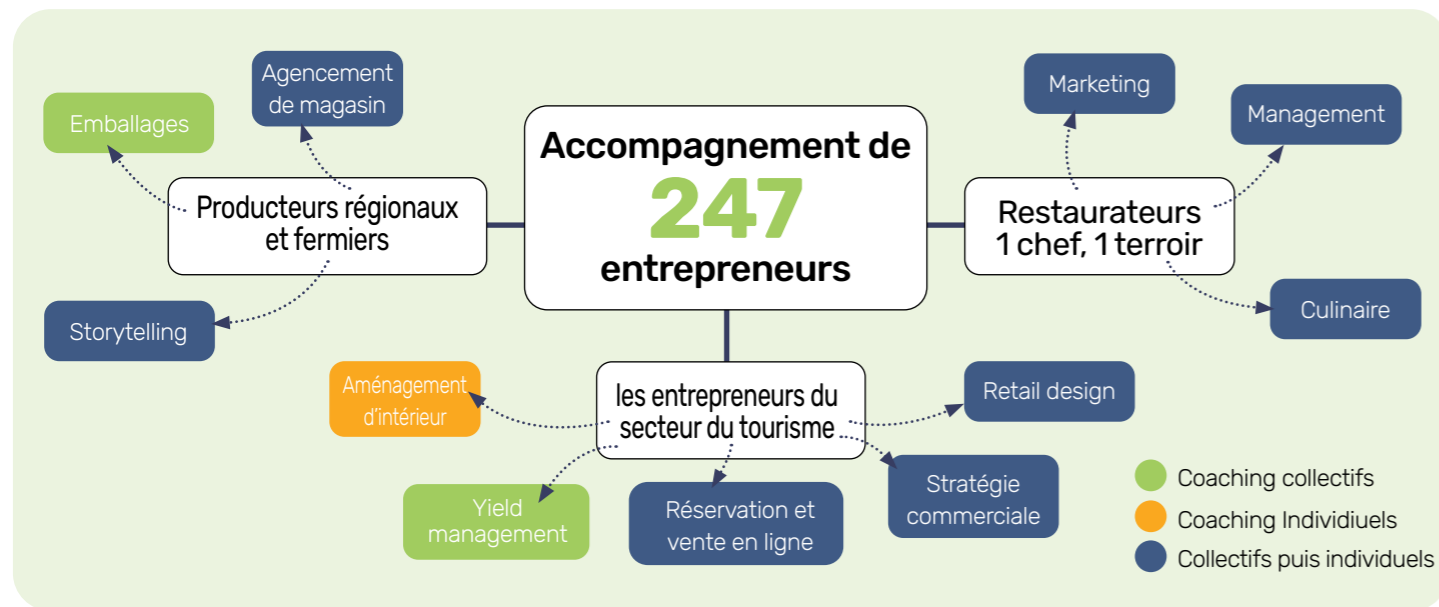 Emballages
Agencement
de magasin
Producteurs régionaux
et fermiers
Storytelling
Accompagnement de
247
entrepreneurs
Marketing
Management
Restaurateurs
1 chef, 1 terroir
Culinaire
les entrepreneurs du
secteur du tourisme
Aménagement
d'intérieur
Yield
management
Réservation et
vente en ligne
Stratégie
commerciale
Retail design
Coaching collectifs
Coaching Individiuels
Collectifs puis individuels